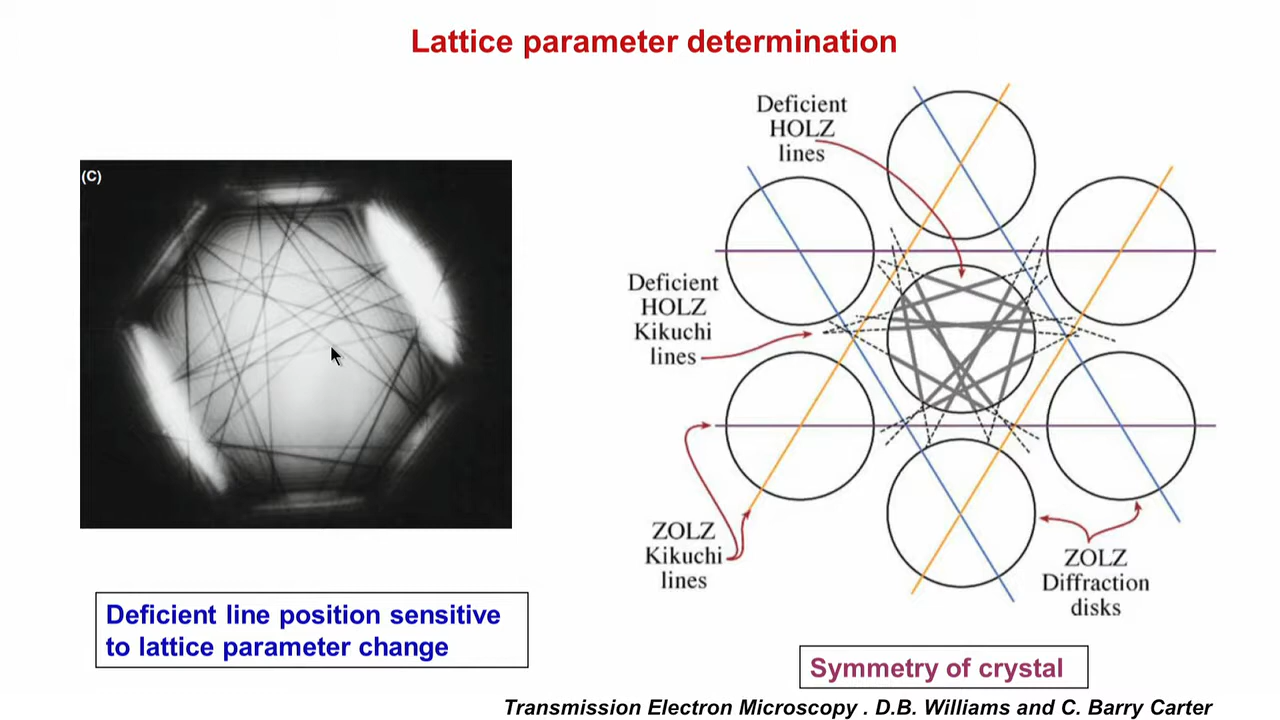 Lattice parameter determination
(C)
Deficient
HOLZ
lines
Deficient
HOLZ
Kikuchi
lines
ZOLZ
Kikuchi
lines
ZOLZ
Diffraction
disks
Deficient line position sensitive
to lattice parameter change
Symmetry of crystal
Transmission Electron Microscopy . D.B. Williams and C. Barry Carter